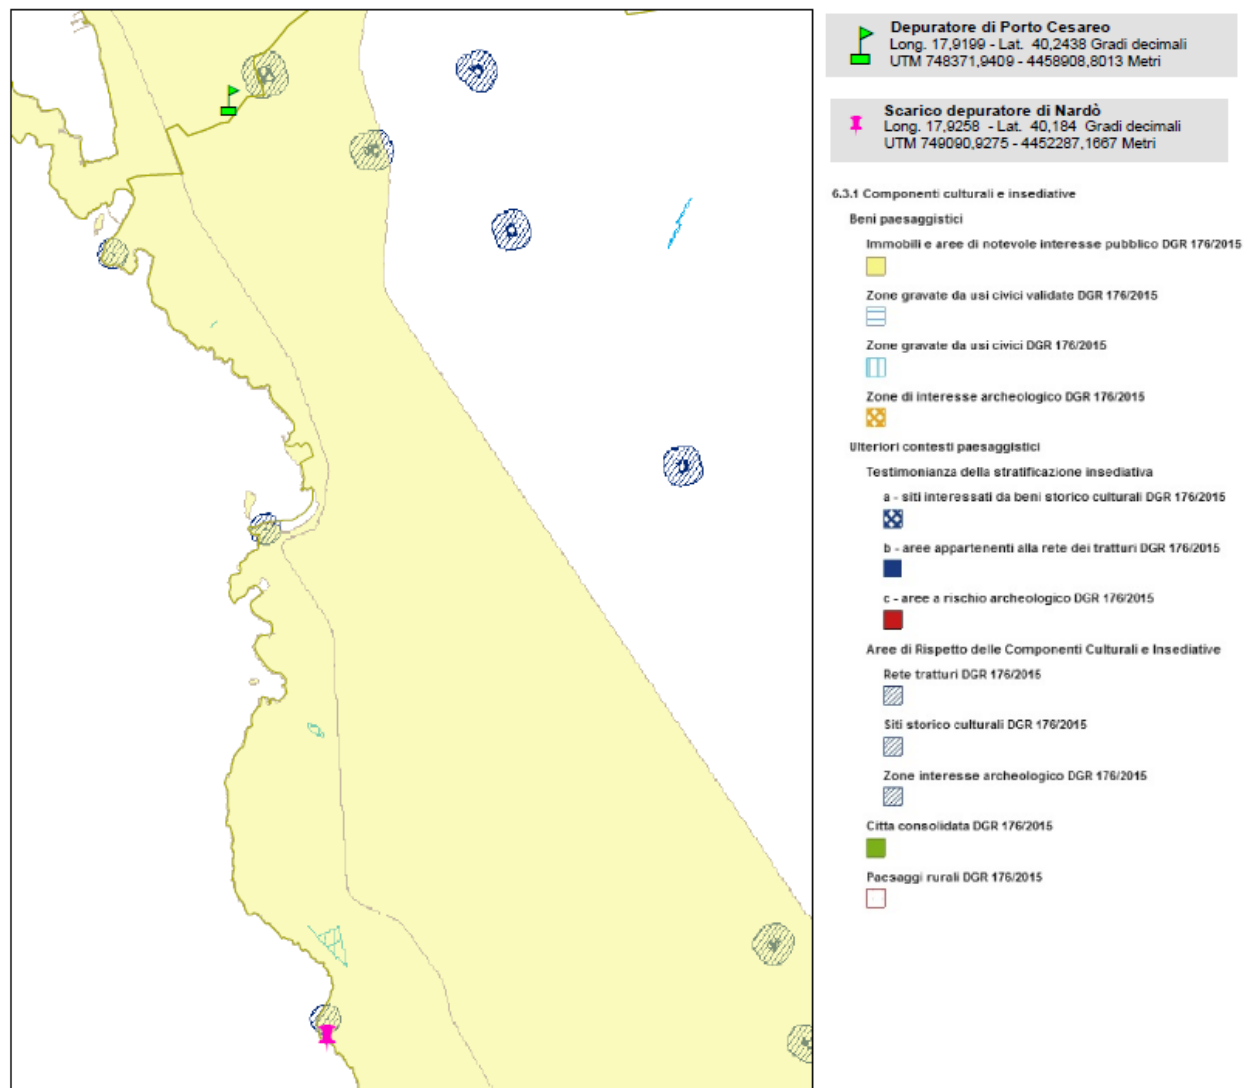 Depuratore di Porto Cesareo
Long. 17,9199 - Lat. 40,2438 Gradi decimali
UTM 748371,9409 - 4458908,8013 Metri
Scarico depuratore di Nardò
Long. 17,9258 - Lat. 40,184 Gradi decimali
UTM 749090,9275 - 4452287,1667 Metri
6.3.1 Componenti culturali e insediative
Beni paesaggistici
Immobili e aree di notevole interesse pubblico DGR 176/2015
Zone gravate da usi civici validate DGR 176/2015
Zone gravate da usi civici DGR 176/2015
Zone di interesse archeologico DGR 176/2015
Ulteriori contesti paesaggistici
Testimonianza della stratificazione insediativa
a - siti interessati da beni storico culturali DGR 176/2015
b - aree appartenenti alla rete dei tratturi DGR 176/2015
c - aree a rischio archeologico DGR 176/2015
Aree di Rispetto delle Componenti Culturali e Insediative
Rete tratturi DGR 176/2015
Siti storico culturali DGR 176/2015
Zone interesse archeologico DGR 176/2015
Citta consolidata DGR 176/2015
Paesaggi rurali DGR 176/2015